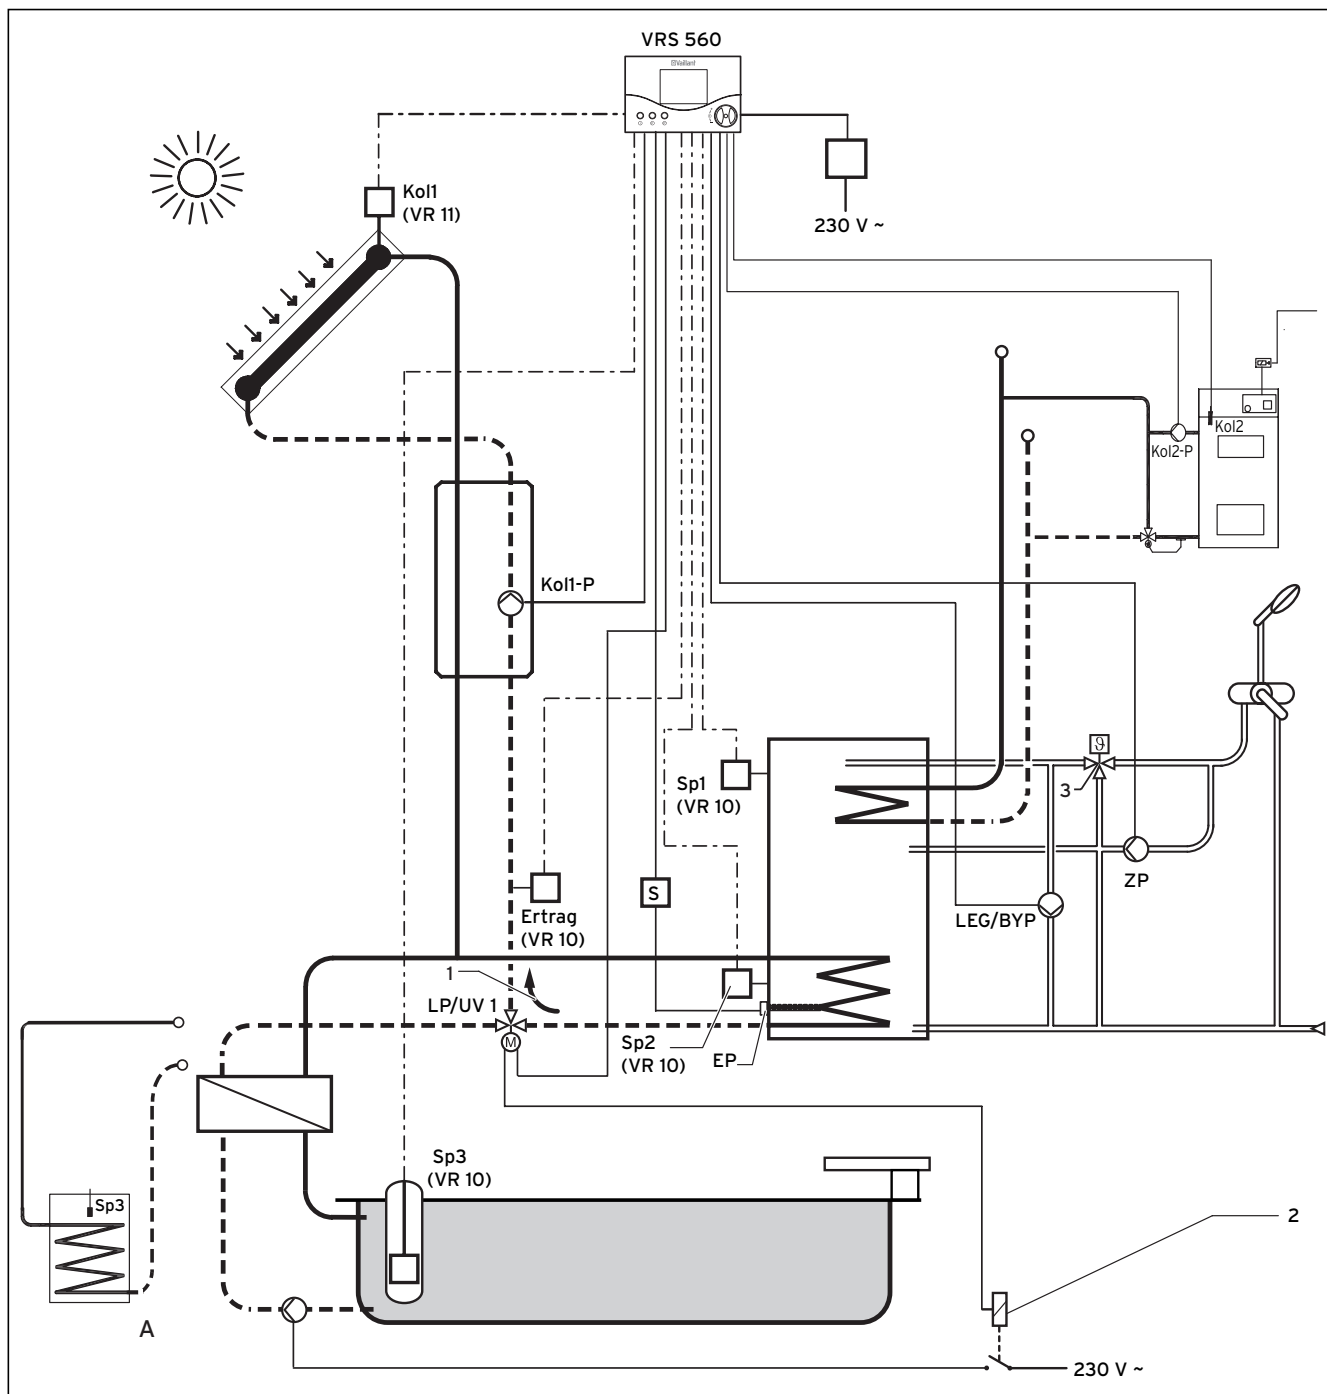 VRS 560
Vaillant
Kol1
(VR 11)
230 V ~
Kol2
Kol2-P
Kol1-P
Sp1
(VR 10)
3
S
ZP
Ertrag
(VR 10)
LEG/BYP
1
LP/UV 1
M
Sp2
(VR 10)
EP
Sp3
(VR 10)
Sp3
2
A
230 V ~